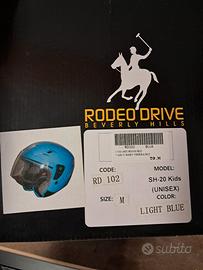 RODEO DRIVE
BEVERLY HILLS
CODE:
RD 102
MODEL:
SH-20 Kids
(UNISEX)
SIZE:
M
COLOR:
LIGHT BLUE
subito